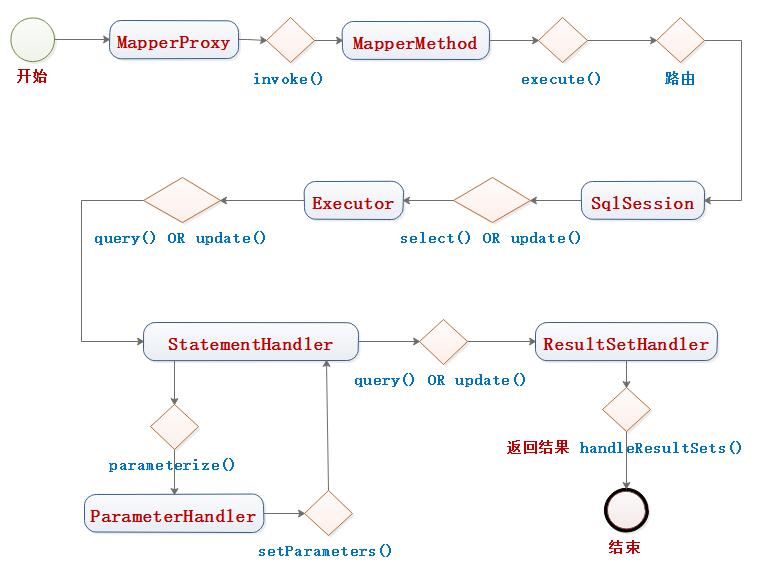 MapperProxy
MapperMethod
开始
invoke()
execute()
路由
Executor
SqlSession
query() OR update()
select() OR update()
StatementHandler
ResultSetHandler
query() OR update()
parameterize()
返回结果 handleResultSets()
ParameterHandler
setParameters()
结束